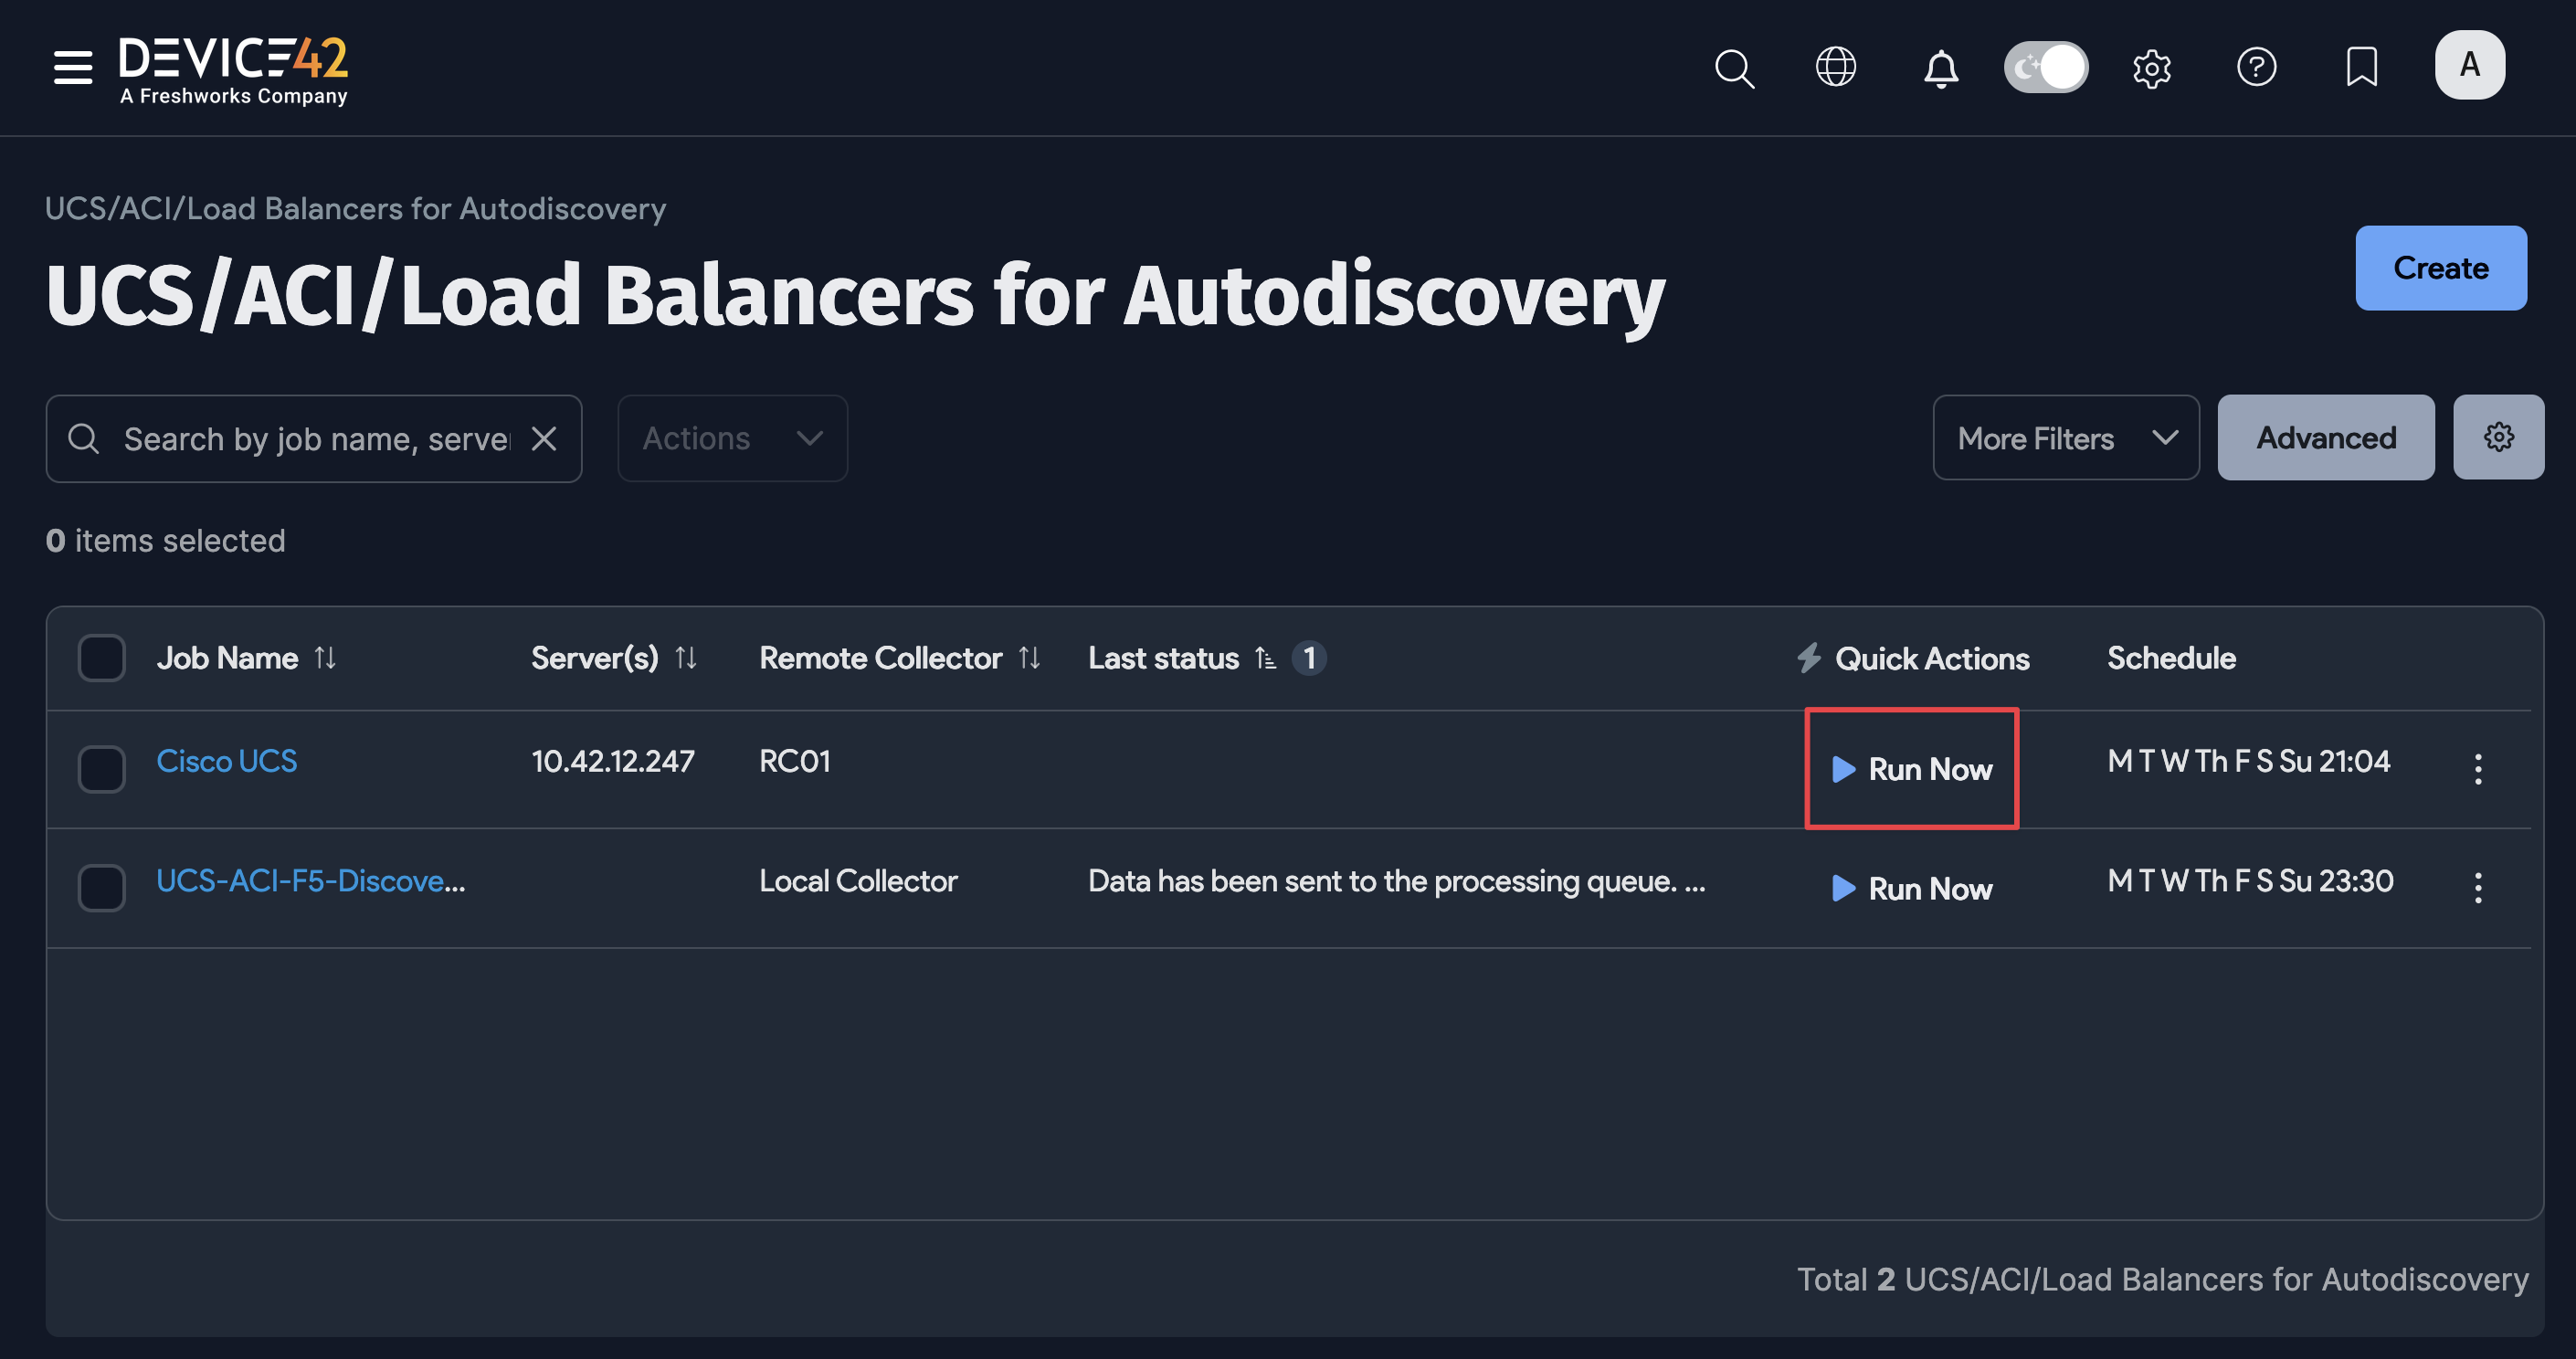 DEVICE42
A Freshworks Company
A
UCS/ACI/Load Balancers for Autodiscovery
UCS/ACI/Load Balancers for Autodiscovery
Create
Search by job name, server
Actions
More Filters
Advanced
0 items selected
Job Name Server(s) Remote Collector Last status 1 Quick Actions Schedule
Cisco UCS 10.42.12.247 RC01 Run Now M T W Th F S Su 21:04
UCS-ACI-F5-Discove... Local Collector Data has been sent to the processing queue. ... Run Now M T W Th F S Su 23:30
Total 2 UCS/ACI/Load Balancers for Autodiscovery